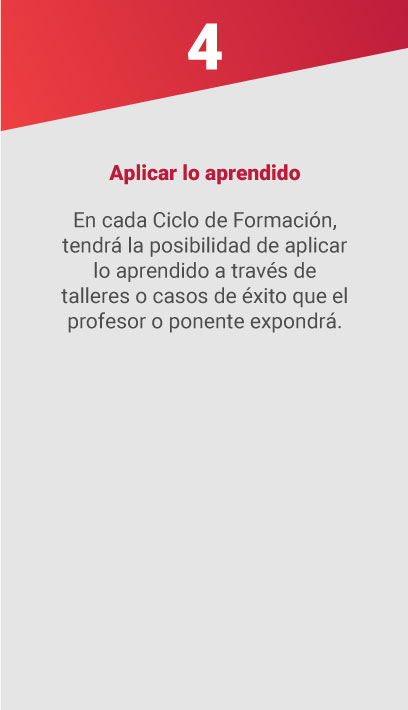 4
Aplicar lo aprendido
En cada Ciclo de Formación,
tendrá la posibilidad de aplicar
lo aprendido a través de
talleres o casos de éxito que el
profesor o ponente expondrá.